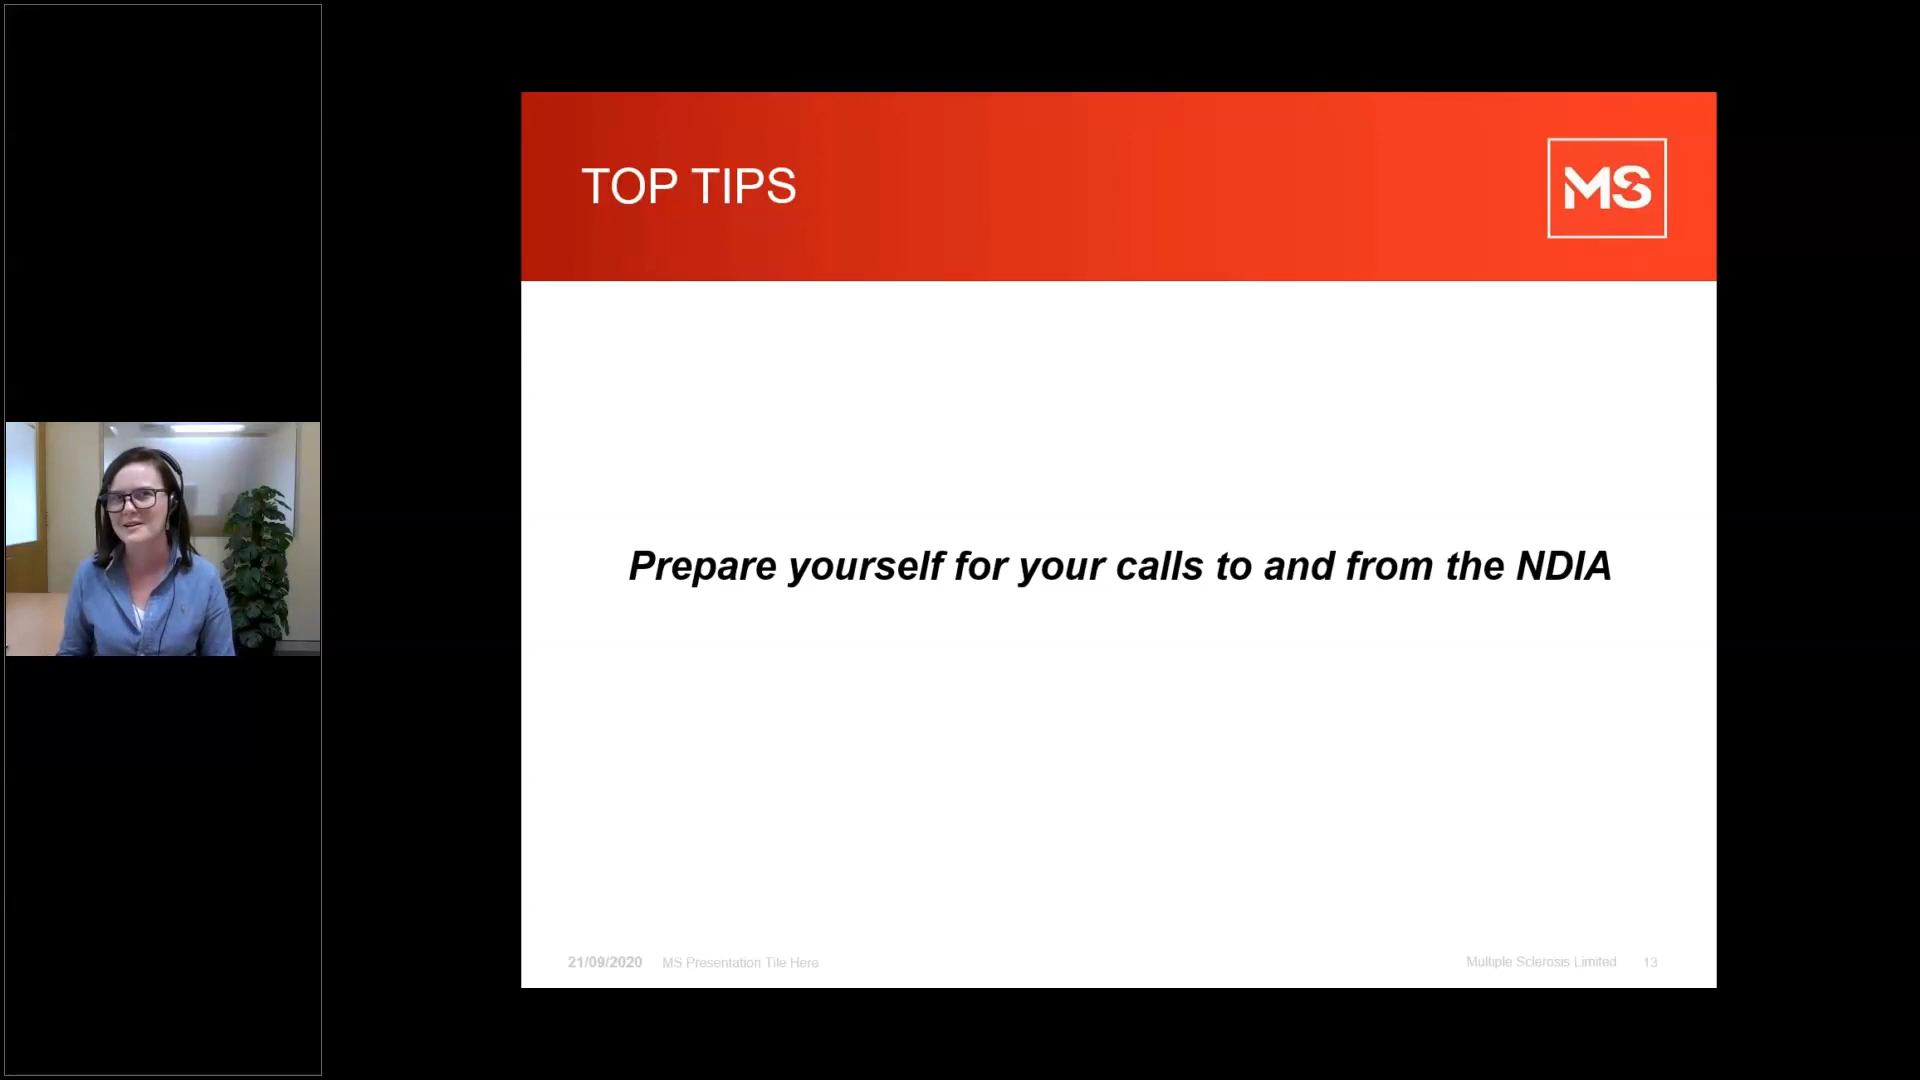 TOP TIPS
MS
Prepare yourself for your calls to and from the NDIA
21/09/2020 MS Presentation Tile Here
Multiple Sclerosis Limited 13